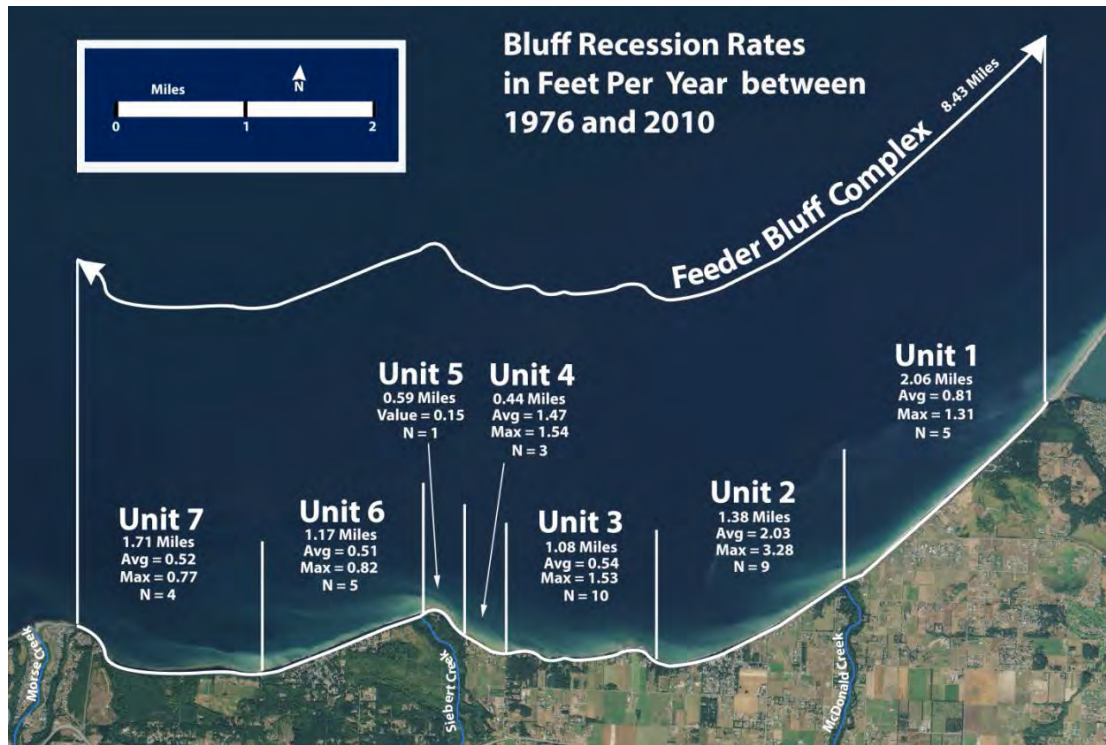 Bluff Recession Rates
in Feet Per Year between
1976 and 2010
Miles
N
0 1 2
8.43 Miles
Feeder Bluff Complex
Unit 1
2.06 Miles
Avg = 0.81
Max = 1.31
N = 5
Unit 5
0.59 Miles
Value = 0.15
N = 1
Unit 4
0.44 Miles
Avg = 1.47
Max = 1.54
N = 3
Unit 2
1.38 Miles
Avg = 2.03
Max = 3.28
N = 9
Unit 7
1.71 Miles
Avg = 0.52
Max = 0.77
N = 4
Unit 6
1.17 Miles
Avg = 0.51
Max = 0.82
N = 5
Unit 3
1.08 Miles
Avg = 0.54
Max = 1.53
N = 10
Morse Creek
Siebert Creek
McDonald Creek